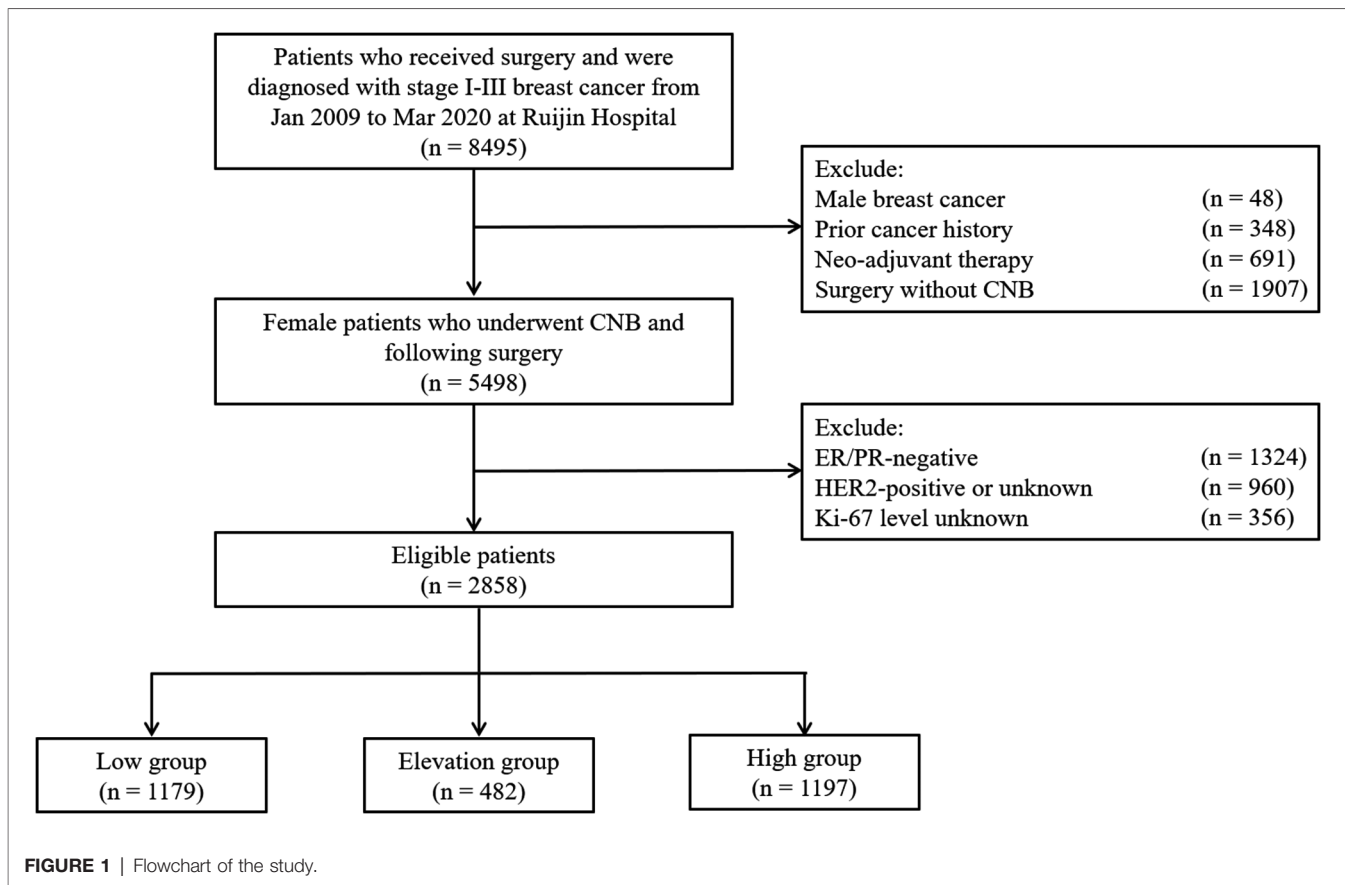 Patients who received surgery and were
diagnosed with stage I-III breast cancer from
Jan 2009 to Mar 2020 at Ruijin Hospital
(n = 8495)
Exclude:
Male breast cancer (n = 48)
Prior cancer history (n = 348)
Neo-adjuvant therapy (n = 691)
Surgery without CNB (n = 1907)
Female patients who underwent CNB and
following surgery
(n = 5498)
Exclude:
ER/PR-negative (n = 1324)
HER2-positive or unknown (n = 960)
Ki-67 level unknown (n = 356)
Eligible patients
(n = 2858)
Low group
(n = 1179)
Elevation group
(n = 482)
High group
(n = 1197)
FIGURE 1 | Flowchart of the study.